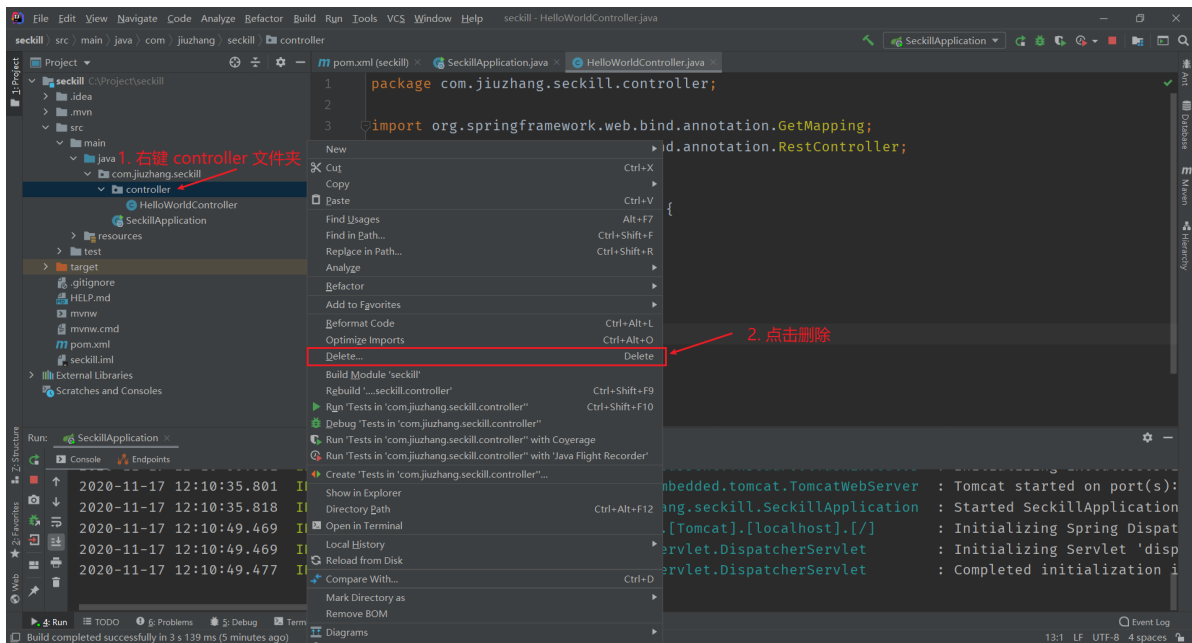 File Edit View Navigate Code Analyze Refactor Build Run Tools VCS Window Help seckill - HelloWorldController.java
seckill src main java com jiuzhang seckill controller SeckillApplication
1: Project
Project
pom.xml (seckill) SeckillApplication.java HelloWorldController.java
seckill C:\Project\seckill
.idea
.mvn
src
main
java
com.jiuzhang.seckill
controller
HelloWorldController
SeckillApplication
resources
test
target
.gitignore
HELP.md
mvnw
mvnw.cmd
pom.xml
seckill.iml
External Libraries
Scratches and Consoles
1. 右键 controller 文件夹
1 package com.jiuzhang.seckill.controller;
2
3 import org.springframework.web.bind.annotation.GetMapping;
nd.annotation.RestController;
{
New
Cut Ctrl+X
Copy
Paste Ctrl+V
Find Usages Alt+F7
Find in Path... Ctrl+Shift+F
Replace in Path... Ctrl+Shift+R
Analyze
Refactor
Add to Favorites
Reformat Code Ctrl+Alt+L
Optimize Imports Ctrl+Alt+O
Delete... Delete
2. 点击删除
Build Module 'seckill'
Rebuild '....seckill.controller' Ctrl+Shift+F9
Run 'Tests in 'com.jiuzhang.seckill.controller'' Ctrl+Shift+F10
Debug 'Tests in 'com.jiuzhang.seckill.controller''
Run 'Tests in 'com.jiuzhang.seckill.controller'' with Coverage
Run 'Tests in 'com.jiuzhang.seckill.controller'' with 'Java Flight Recorder'
Create 'Tests in 'com.jiuzhang.seckill.controller''...
Show in Explorer
Directory Path Ctrl+Alt+F12
Open in Terminal
Local History
Reload from Disk
Compare With... Ctrl+D
Mark Directory as
Remove BOM
Diagrams
Ant
Database
Maven
Hierarchy
Z: Structure
2: Favorites
Web
Run: SeckillApplication
Console Endpoints
2020-11-17 12:10:35.801 I mbedded.tomcat.TomcatWebServer : Tomcat started on port(s):
2020-11-17 12:10:35.818 I ang.seckill.SeckillApplication : Started SeckillApplication
2020-11-17 12:10:49.469 I .[Tomcat].[localhost].[/] : Initializing Spring Dispat
2020-11-17 12:10:49.469 I ervlet.DispatcherServlet : Initializing Servlet 'disp
2020-11-17 12:10:49.477 I ervlet.DispatcherServlet : Completed initialization i
4: Run TODO 6: Problems 5: Debug Term Event Log
Build completed successfully in 3 s 139 ms (5 minutes ago) 13:1 LF UTF-8 4 spaces